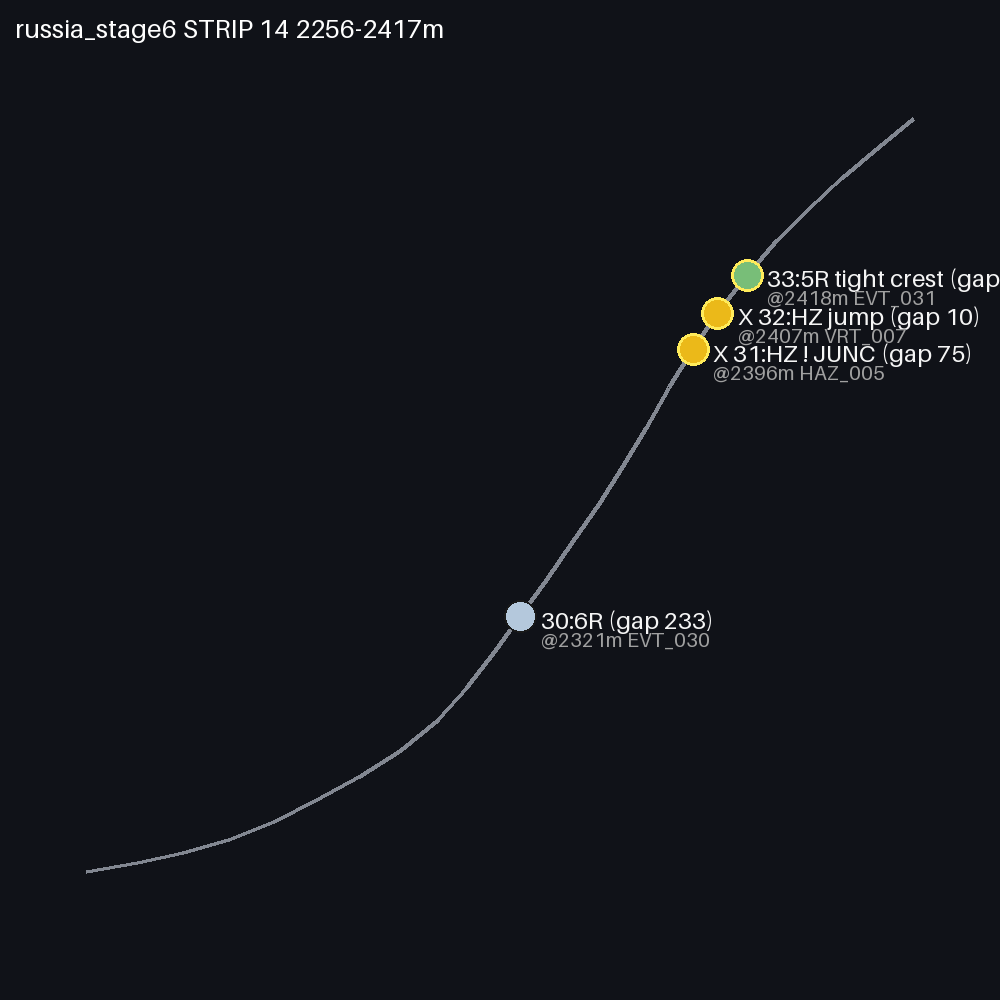 russia_stage6 STRIP 14 2256-2417m
33:5R tight crest (gap
@2418m EVT_031
X 32:HZ jump (gap 10)
@2407m VRT_007
X 31:HZ ! JUNC (gap 75)
@2396m HAZ_005
30:6R (gap 233)
@2321m EVT_030